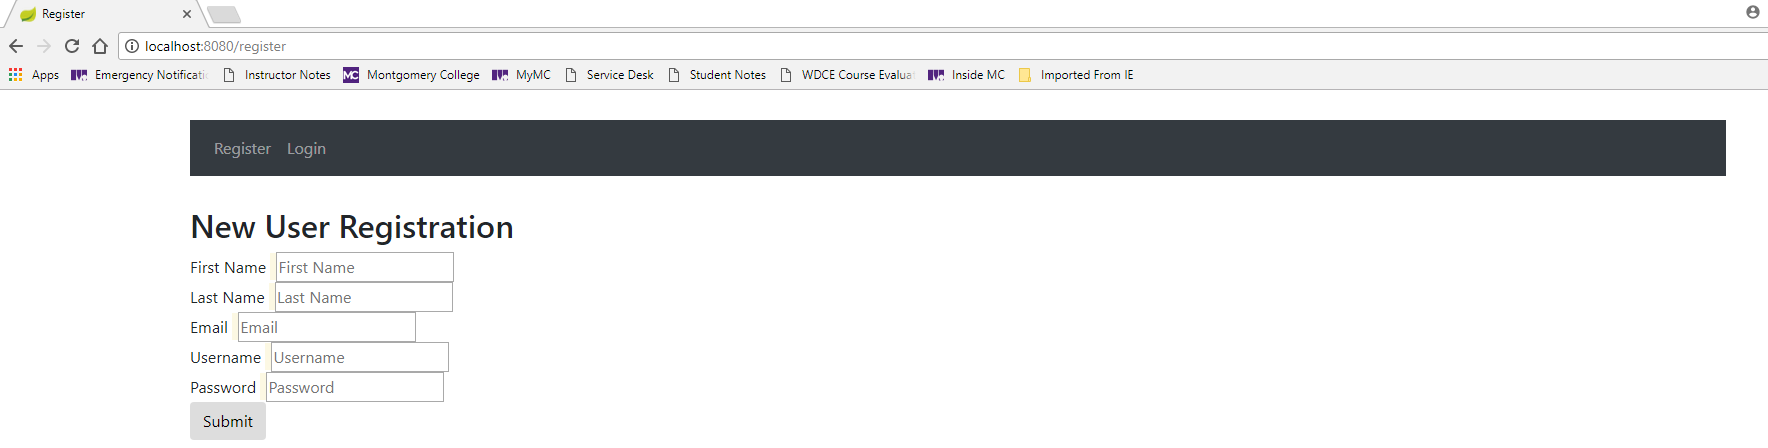 Register
localhost:8080/register
Apps Emergency Notificati Instructor Notes MC Montgomery College MyMC Service Desk Student Notes WDCE Course Evalua Inside MC Imported From IE
Register Login
New User Registration
First Name First Name
Last Name Last Name
Email Email
Username Username
Password Password
Submit